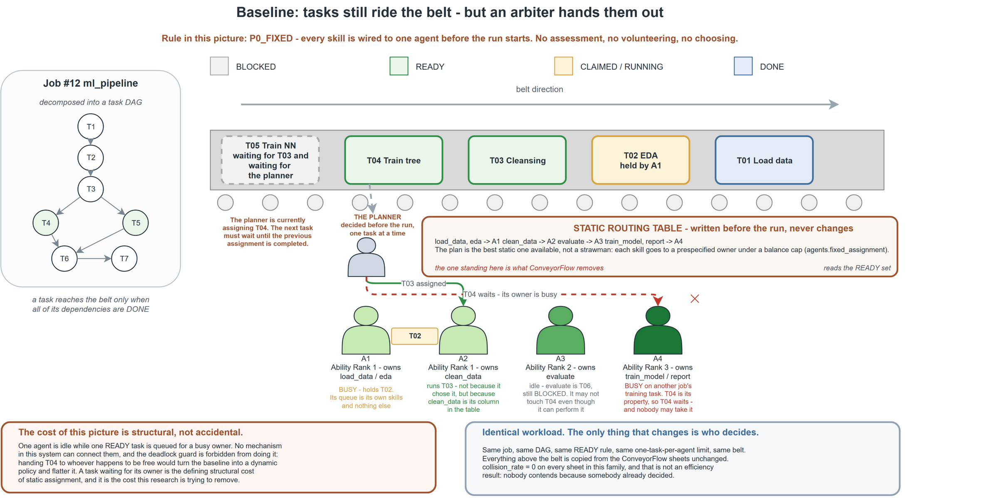 Baseline: tasks still ride the belt - but an arbiter hands them out
Rule in this picture: P0_FIXED - every skill is wired to one agent before the run starts. No assessment, no volunteering, no choosing.
BLOCKED
READY
CLAIMED / RUNNING
DONE
belt direction
Job #12 ml_pipeline
decomposed into a task DAG
T1
T2
T3
T4
T5
T6
T7
a task reaches the belt only when
all of its dependencies are DONE
T05 Train NN
waiting for T03 and
waiting for
the planner
T04 Train tree
T03 Cleansing
T02 EDA
held by A1
T01 Load data
The planner is currently
assigning T04. The next task
must wait until the previous
assignment is completed.
THE PLANNER
decided before the run,
one task at a time
STATIC ROUTING TABLE - written before the run, never changes
load_data, eda -> A1 clean_data -> A2 evaluate -> A3 train_model, report -> A4
The plan is the best static one available, not a strawman: each skill goes to a prespecified owner under a balance cap (agents.fixed_assignment).
the one standing here is what ConveyorFlow removes
reads the READY set
T03 assigned
T04 waits - its owner is busy
T02
A1
Ability Rank 1 - owns
load_data / eda
BUSY - holds T02.
Its queue is its own skills
and nothing else
A2
Ability Rank 1 - owns
clean_data
runs T03 - not because it
chose it, but because
clean_data is its column
in the table
A3
Ability Rank 2 - owns
evaluate
idle - evaluate is T06,
still BLOCKED. It may not
touch T04 even though
it can perform it
A4
Ability Rank 3 - owns
train_model / report
BUSY on another job's
training task. T04 is its
property, so T04 waits -
and nobody may take it
The cost of this picture is structural, not accidental.
One agent is idle while one READY task is queued for a busy owner. No mechanism
in this system can connect them, and the deadlock guard is forbidden from doing it:
handing T04 to whoever happens to be free would turn the baseline into a dynamic
policy and flatter it. A task waiting for its owner is the defining structural cost
of static assignment, and it is the cost this research is trying to remove.
Identical workload. The only thing that changes is who decides.
Same job, same DAG, same READY rule, same one-task-per-agent limit, same belt.
Everything above the belt is copied from the ConveyorFlow sheets unchanged.
collision_rate = 0 on every sheet in this family, and that is not an efficiency
result: nobody contends because somebody already decided.